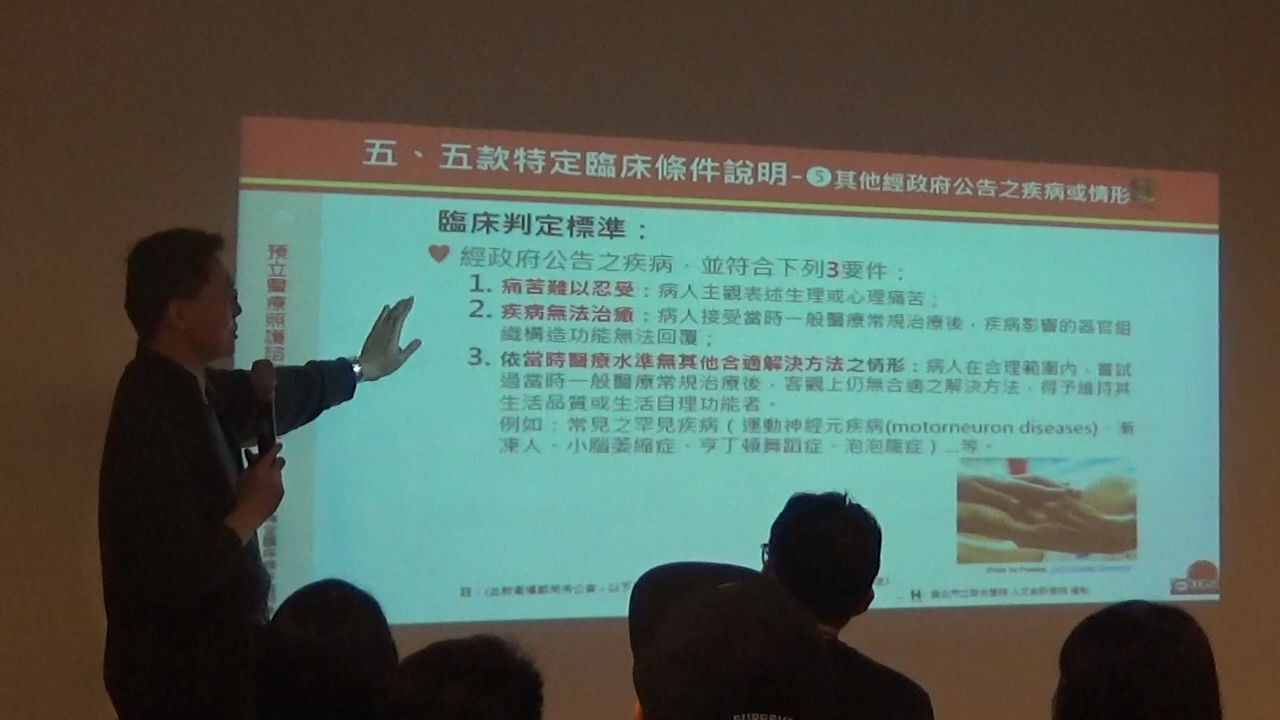 五、五款特定臨床條件說明-❺其他經政府公告之疾病或情形
臨床判定標準：
經政府公告之疾病，並符合下列3要件：
1. 痛苦難以忍受：病人主觀表述生理或心理痛苦；
2. 疾病無法治癒：病人接受當時一般醫療常規治療後，疾病影響的器官組
織構造功能無法回覆；
3. 依當時醫療水準無其他合適解決方法之情形：病人在合理範圍內，嘗試
過當時一般醫療常規治療後，客觀上仍無合適之解決方法，得予維持其
生活品質或生活自理功能者。
例如：常見之罕見疾病（運動神經元疾病(motorneuron diseases)、漸
凍人、小腦萎縮症、亨丁頓舞蹈症、泡泡龍症）…等。
預立醫療照護諮